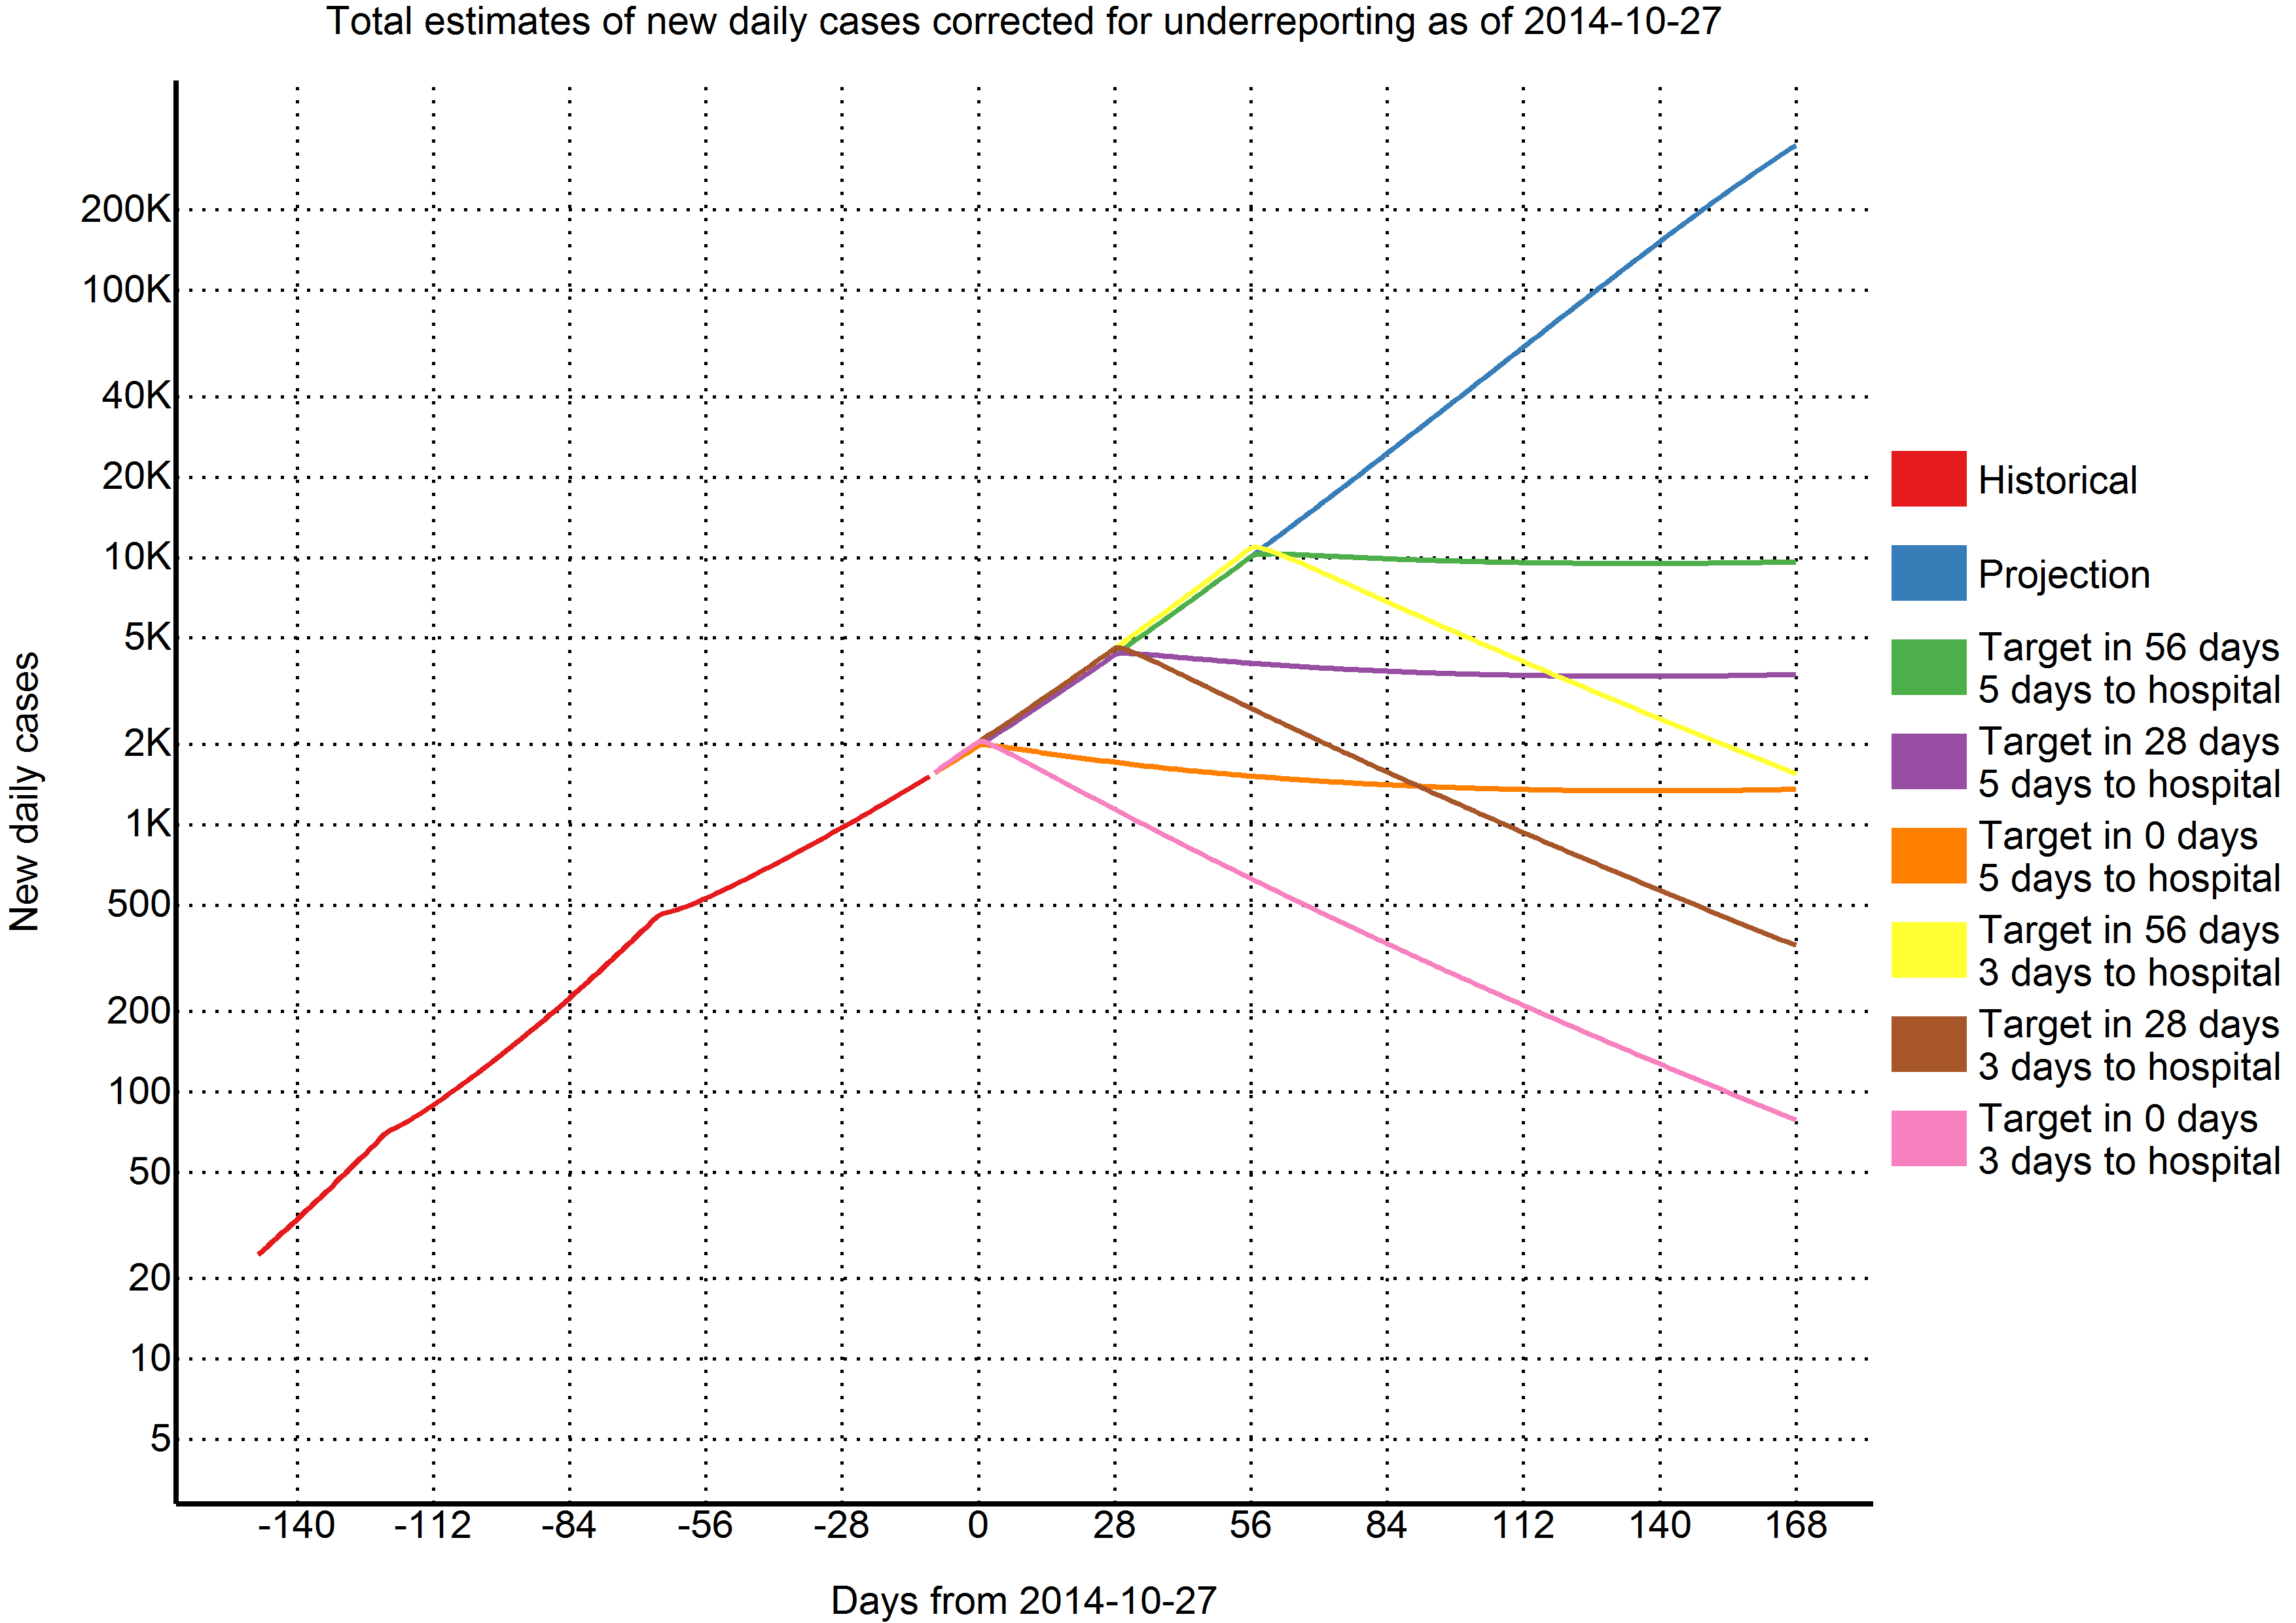 Total estimates of new daily cases corrected for underreporting as of 2014-10-27
New daily cases
200K
100K
40K
20K
10K
5K
2K
1K
500
200
100
50
20
10
5
-140 -112 -84 -56 -28 0 28 56 84 112 140 168
Days from 2014-10-27
Historical
Projection
Target in 56 days
5 days to hospital
Target in 28 days
5 days to hospital
Target in 0 days
5 days to hospital
Target in 56 days
3 days to hospital
Target in 28 days
3 days to hospital
Target in 0 days
3 days to hospital